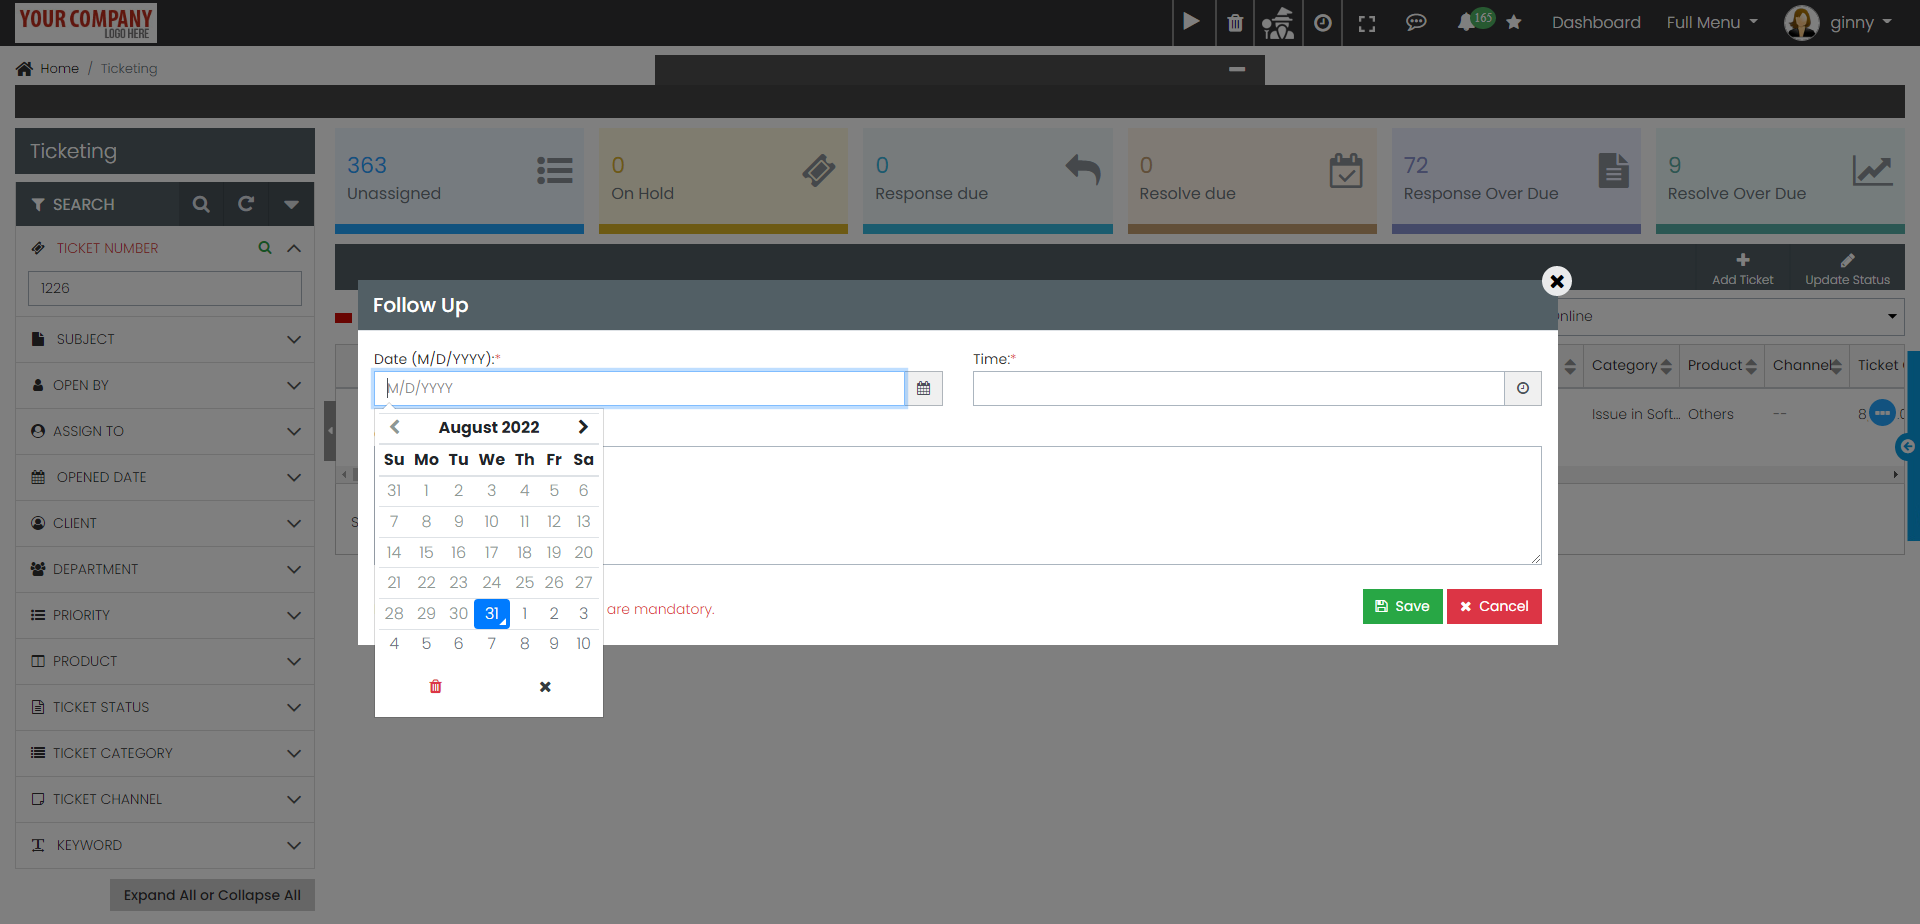 YOUR COMPANY
LOGO HERE
165
Dashboard
Full Menu
ginny
Home / Ticketing
Ticketing
363
Unassigned
0
On Hold
0
Response due
0
Resolve due
72
Response Over Due
9
Resolve Over Due
SEARCH
TICKET NUMBER
1226
SUBJECT
OPEN BY
ASSIGN TO
OPENED DATE
CLIENT
DEPARTMENT
PRIORITY
PRODUCT
TICKET STATUS
TICKET CATEGORY
TICKET CHANNEL
KEYWORD
Expand All or Collapse All
Add Ticket
Update Status
Category Product Channel Ticket
Issue in Soft... Others -- 8
Follow Up
Date (M/D/YYYY):*
M/D/YYYY
Time:*
August 2022
Su Mo Tu We Th Fr Sa
31 1 2 3 4 5 6
7 8 9 10 11 12 13
14 15 16 17 18 19 20
21 22 23 24 25 26 27
28 29 30 31 1 2 3
4 5 6 7 8 9 10
are mandatory.
Save
Cancel